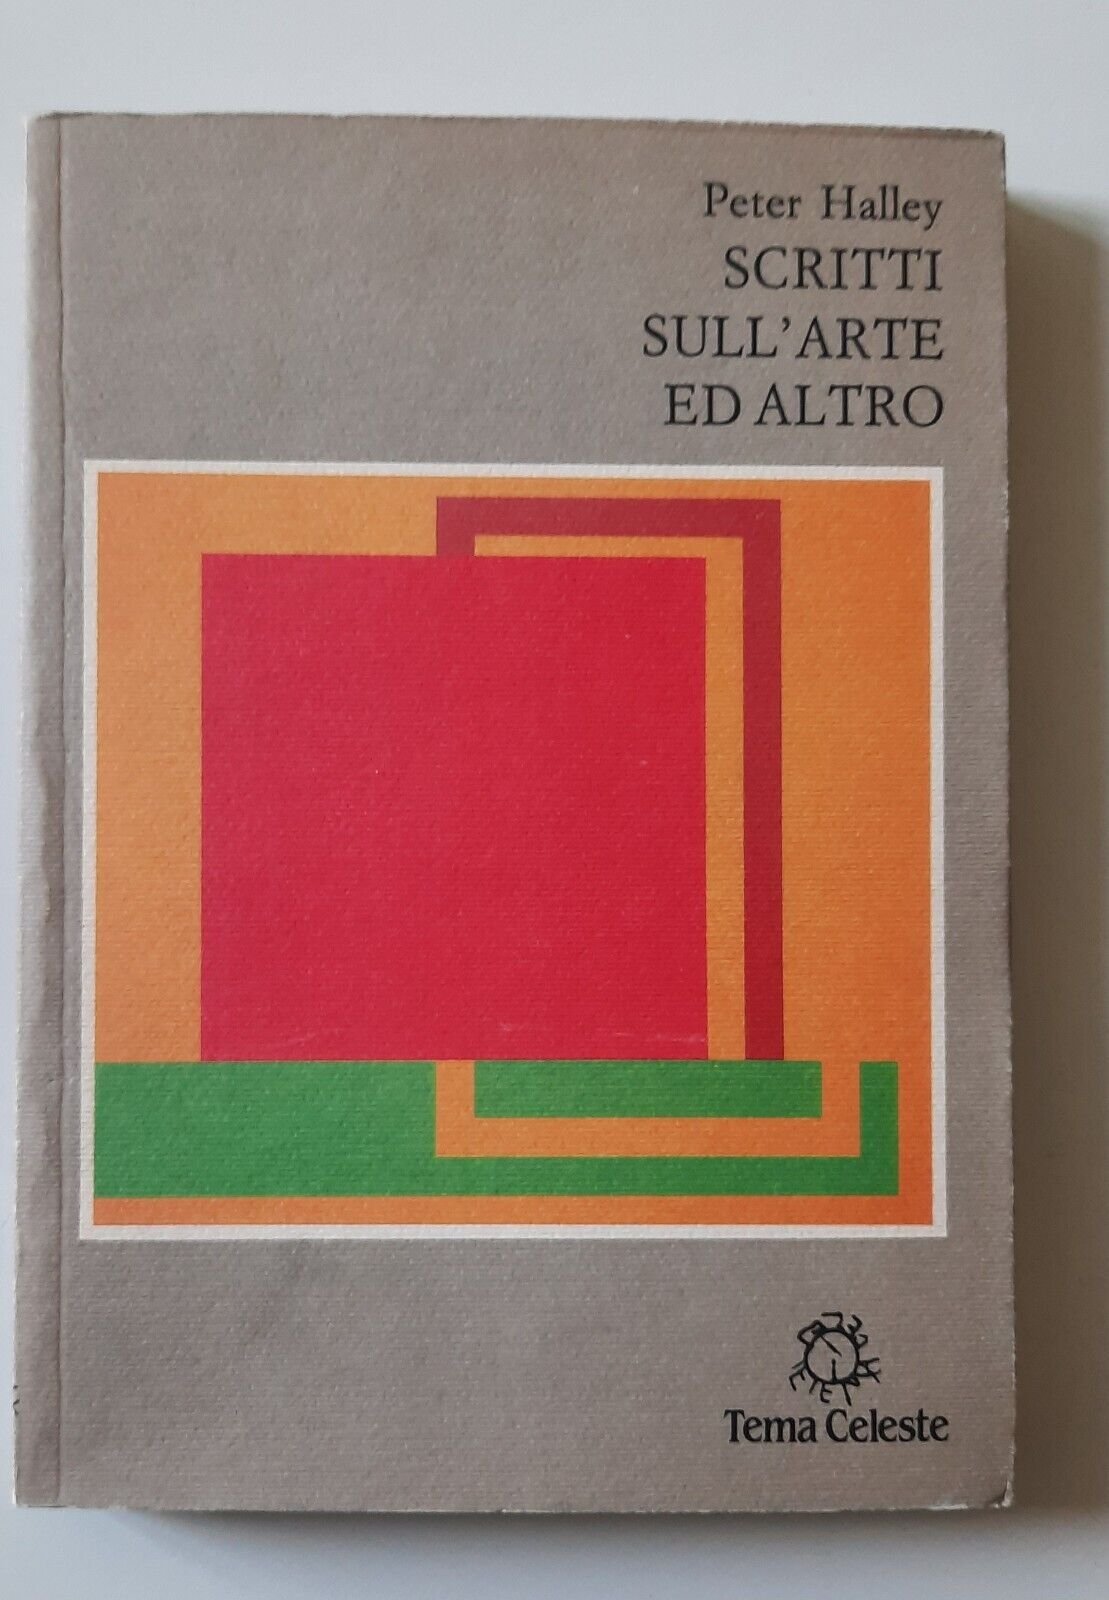 Peter Halley
SCRITTI
SULL'ARTE
ED ALTRO
Tema Celeste